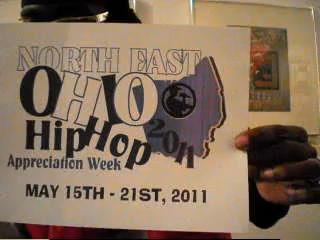 NORTH EAST
OHIO
Hip Hop
2011
Appreciation Week
MAY 15TH - 21ST, 2011